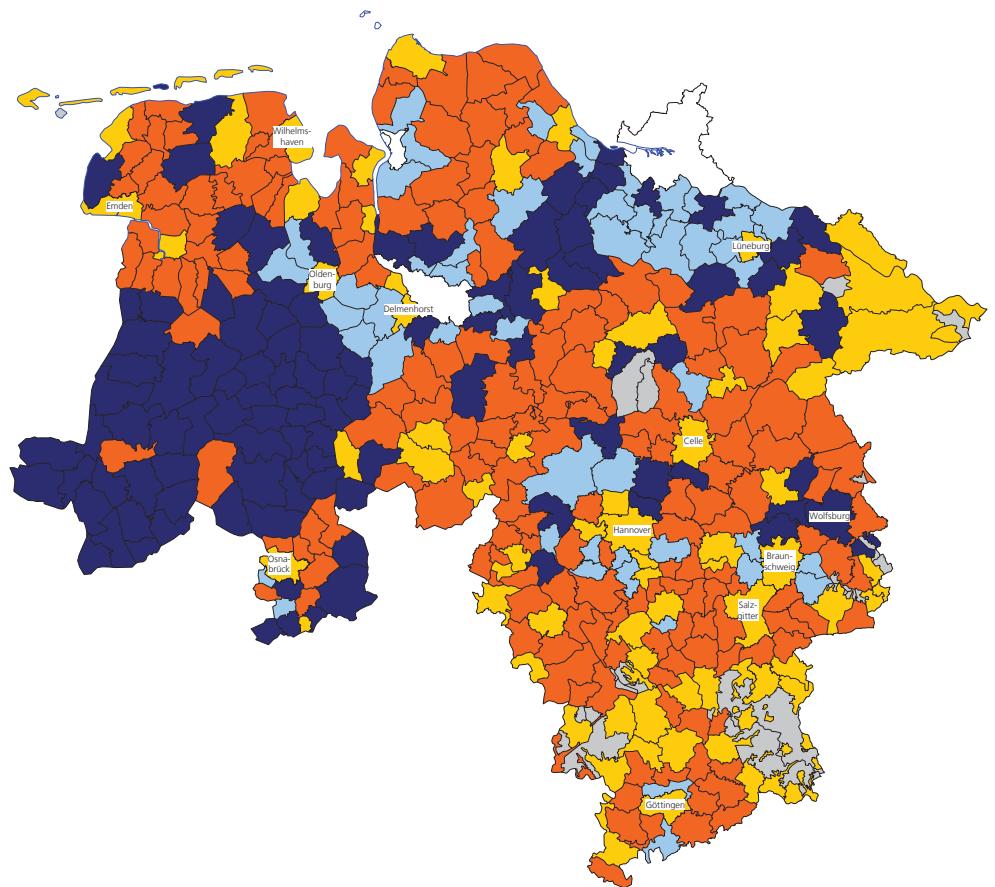 Wilhelms-
haven
Emden
Lüneburg
Olden-
burg
Delmenhorst
Celle
Wolfsburg
Hannover
Osna-
brück
Braun-
schweig
Salz-
gitter
Göttingen